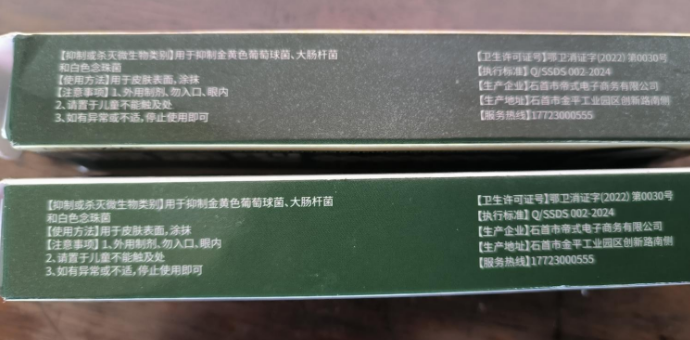 【抑制或杀灭微生物类别】用于抑制金黄色葡萄球菌、大肠杆菌
和白色念珠菌
【使用方法】用于皮肤表面，涂抹
【注意事项】1、外用制剂，勿入口、眼内
2、请置于儿童不能触及处
3、如有异常或不适，停止使用即可
【卫生许可证号】鄂卫消证字(2022)第0030号
【执行标准】Q/SSDS 002-2024
【生产企业】石首市帝式电子商务有限公司
【生产地址】石首市金平工业园区创新路南侧
【服务热线】17723000555
【抑制或杀灭微生物类别】用于抑制金黄色葡萄球菌、大肠杆菌
和白色念珠菌
【使用方法】用于皮肤表面，涂抹
【注意事项】1、外用制剂，勿入口、眼内
2、请置于儿童不能触及处
3、如有异常或不适，停止使用即可
【卫生许可证号】鄂卫消证字(2022)第0030号
【执行标准】Q/SSDS 002-2024
【生产企业】石首市帝式电子商务有限公司
【生产地址】石首市金平工业园区创新路南侧
【服务热线】17723000555